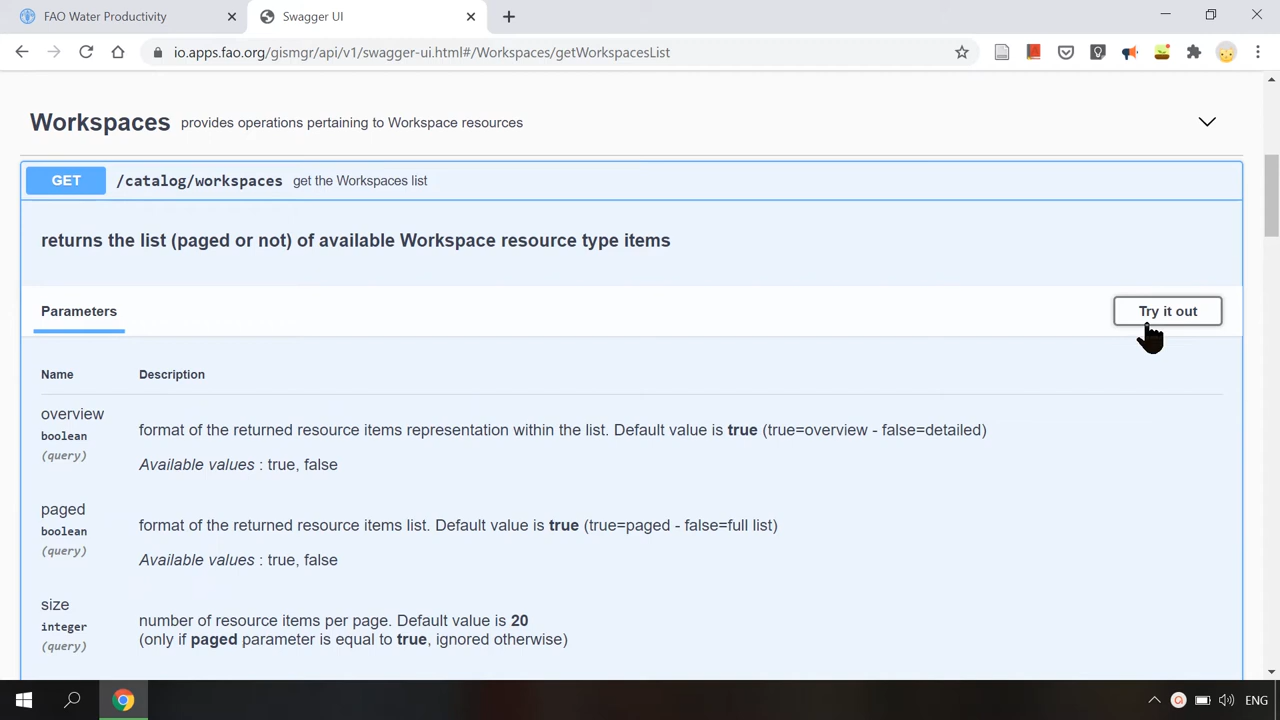 FAO Water Productivity
Swagger UI
io.apps.fao.org/gismgr/api/v1/swagger-ui.html#/Workspaces/getWorkspacesList
Workspaces provides operations pertaining to Workspace resources
GET /catalog/workspaces get the Workspaces list
returns the list (paged or not) of available Workspace resource type items
Parameters
Try it out
Name Description
overview
boolean
(query)
format of the returned resource items representation within the list. Default value is true (true=overview - false=detailed)
Available values : true, false
paged
boolean
(query)
format of the returned resource items list. Default value is true (true=paged - false=full list)
Available values : true, false
size
integer
(query)
number of resource items per page. Default value is 20
(only if paged parameter is equal to true, ignored otherwise)
ENG